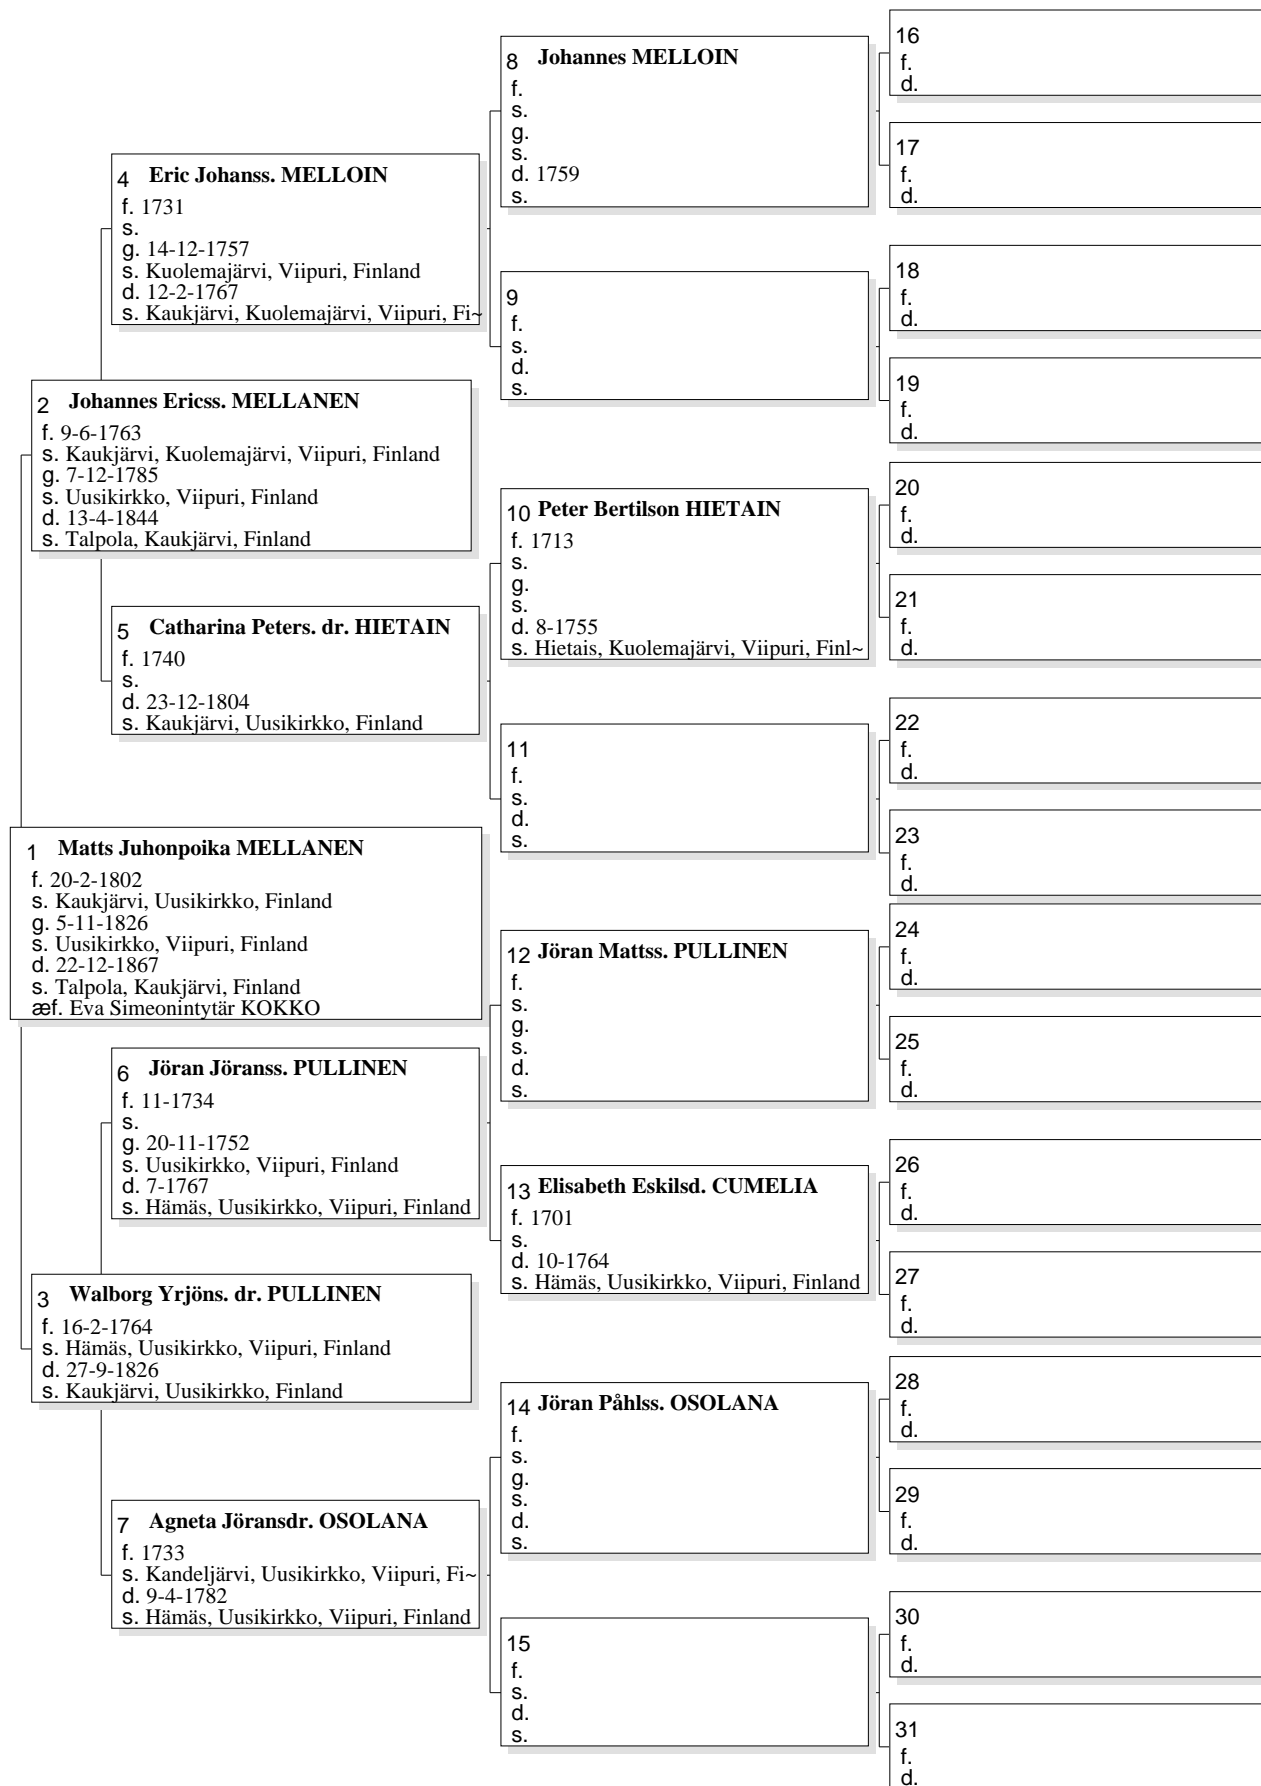 16
f.
d.
8 Johannes MELLOIN
f.
s.
g.
s.
d. 1759
s.
17
f.
d.
4 Eric Johanss. MELLOIN
f. 1731
s.
g. 14-12-1757
s. Kuolemajärvi, Viipuri, Finland
d. 12-2-1767
s. Kaukjärvi, Kuolemajärvi, Viipuri, Fi~
18
f.
d.
9
f.
s.
d.
s.
19
f.
d.
2 Johannes Ericss. MELLANEN
f. 9-6-1763
s. Kaukjärvi, Kuolemajärvi, Viipuri, Finland
g. 7-12-1785
s. Uusikirkko, Viipuri, Finland
d. 13-4-1844
s. Talpola, Kaukjärvi, Finland
20
f.
d.
10 Peter Bertilson HIETAIN
f. 1713
s.
g.
s.
d. 8-1755
s. Hietais, Kuolemajärvi, Viipuri, Finl~
21
f.
d.
5 Catharina Peters. dr. HIETAIN
f. 1740
s.
d. 23-12-1804
s. Kaukjärvi, Uusikirkko, Finland
22
f.
d.
11
f.
s.
d.
s.
23
f.
d.
1 Matts Juhonpoika MELLANEN
f. 20-2-1802
s. Kaukjärvi, Uusikirkko, Finland
g. 5-11-1826
s. Uusikirkko, Viipuri, Finland
d. 22-12-1867
s. Talpola, Kaukjärvi, Finland
æf. Eva Simeonintytär KOKKO
24
f.
d.
12 Jöran Mattss. PULLINEN
f.
s.
g.
s.
d.
s.
25
f.
d.
6 Jöran Jöranss. PULLINEN
f. 11-1734
s.
g. 20-11-1752
s. Uusikirkko, Viipuri, Finland
d. 7-1767
s. Hämäs, Uusikirkko, Viipuri, Finland
26
f.
d.
13 Elisabeth Eskilsd. CUMELIA
f. 1701
s.
d. 10-1764
s. Hämäs, Uusikirkko, Viipuri, Finland
27
f.
d.
3 Walborg Yrjöns. dr. PULLINEN
f. 16-2-1764
s. Hämäs, Uusikirkko, Viipuri, Finland
d. 27-9-1826
s. Kaukjärvi, Uusikirkko, Finland
28
f.
d.
14 Jöran Påhlss. OSOLANA
f.
s.
g.
s.
d.
s.
29
f.
d.
7 Agneta Jöransdr. OSOLANA
f. 1733
s. Kandeljärvi, Uusikirkko, Viipuri, Fi~
d. 9-4-1782
s. Hämäs, Uusikirkko, Viipuri, Finland
30
f.
d.
15
f.
s.
d.
s.
31
f.
d.